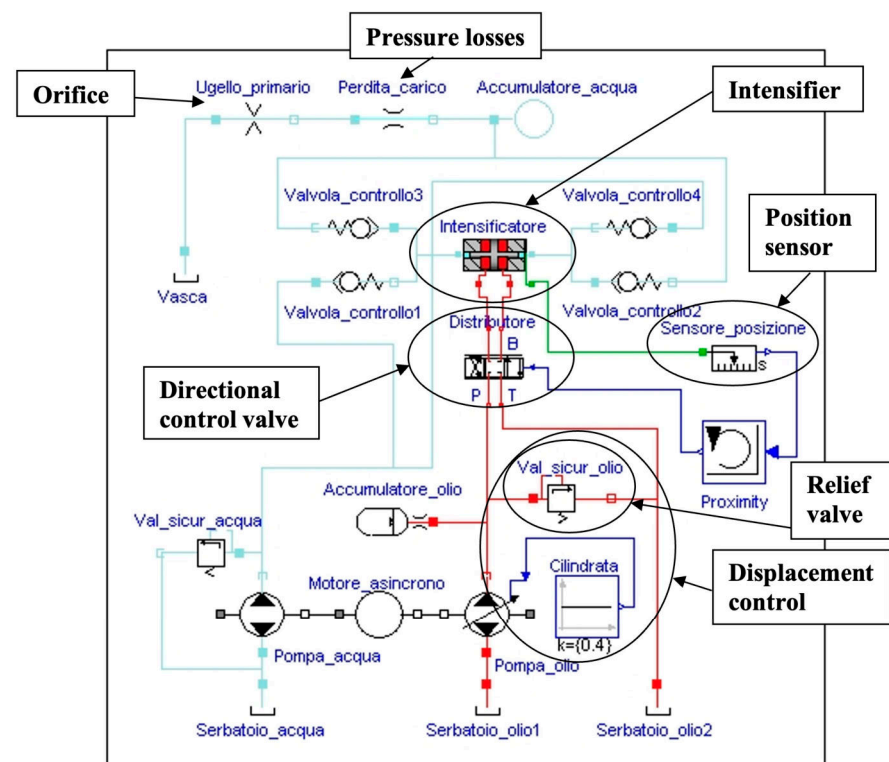 Pressure losses
Orifice
Ugello_primario
Perdita_carico
Accumulatore_acqua
Intensifier
Valvola_controllo3
Valvola_controllo4
Intensificatore
Position
sensor
Vasca
Valvola_controllo1
Valvola_controllo2
Distributore
Sensore_posizione
B
s
Directional
control valve
P
T
Val_sicur_olio
Proximity
Relief
valve
Accumulatore_olio
Val_sicur_acqua
Motore_asincrono
Cilindrata
Displacement
control
k={0.4}
Pompa_acqua
Pompa_olio
Serbatoio_acqua
Serbatoio_olio1
Serbatoio_olio2